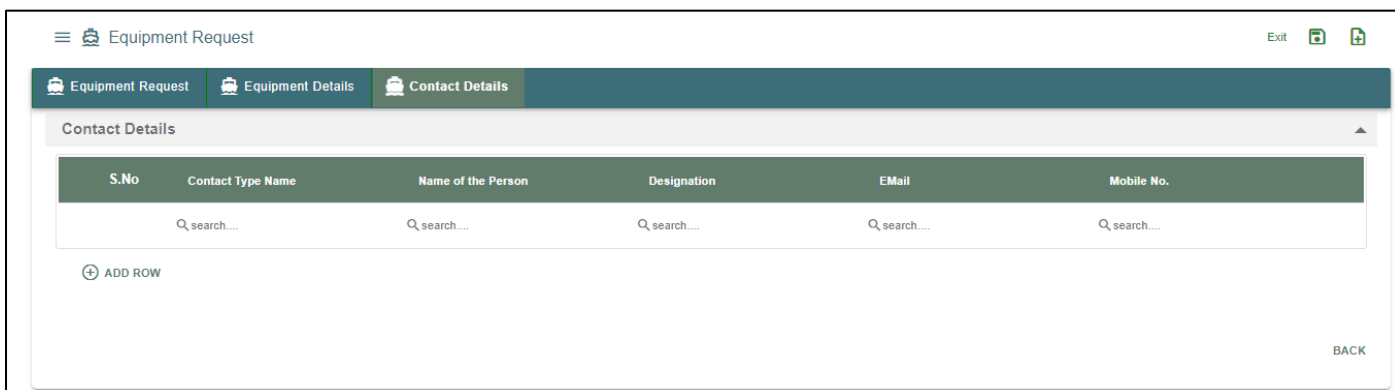 Equipment Request Exit
Equipment Request Equipment Details Contact Details
Contact Details
S.No Contact Type Name Name of the Person Designation EMail Mobile No.
search.... search.... search.... search.... search....
ADD ROW
BACK